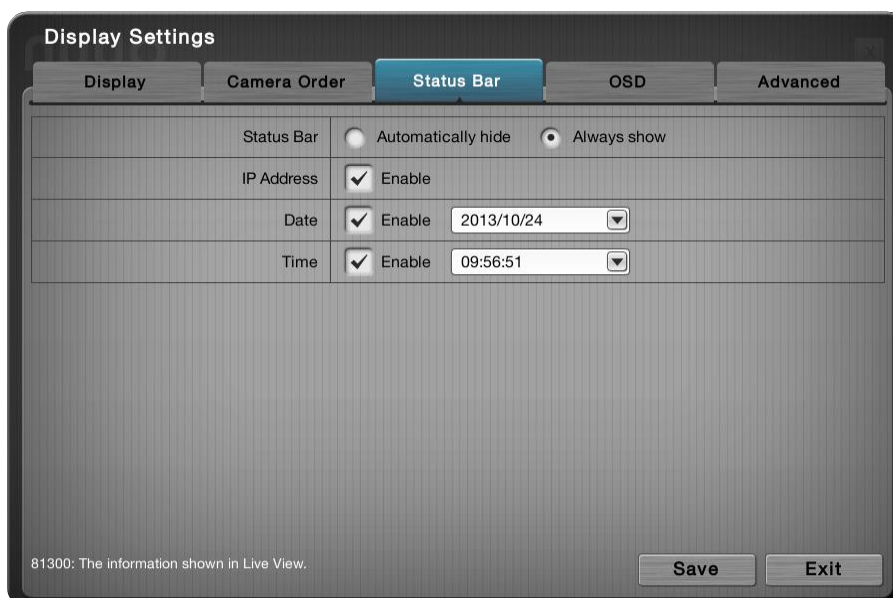 Display Settings
Display Camera Order Status Bar OSD Advanced
Status Bar Automatically hide Always show
IP Address Enable
Date Enable 2013/10/24
Time Enable 09:56:51
81300: The information shown in Live View.
Save Exit